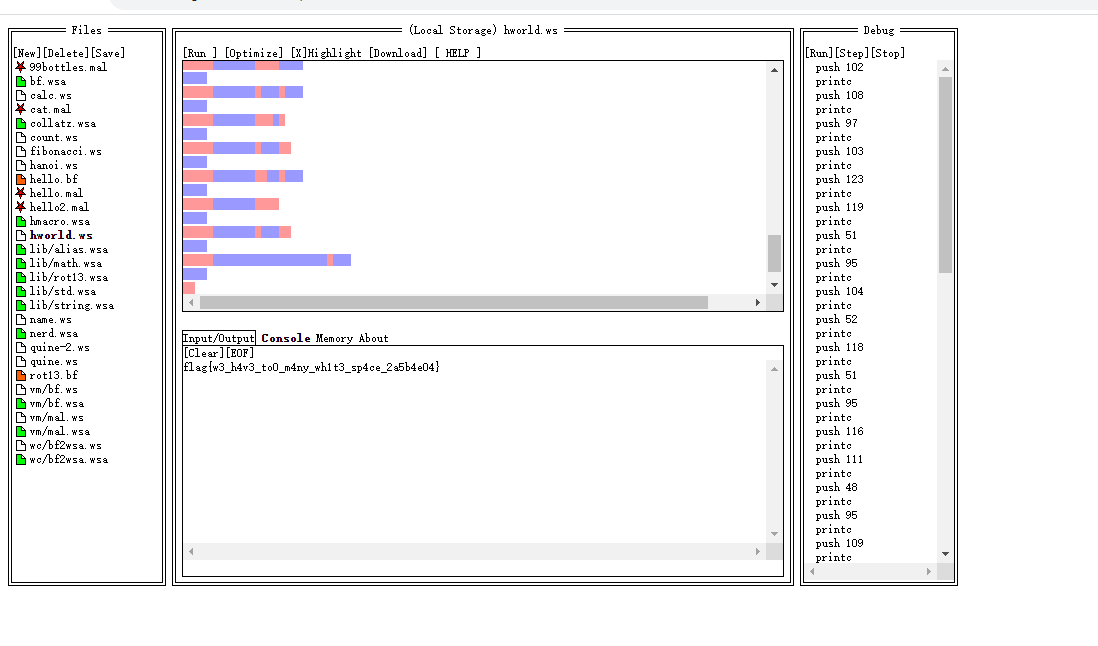 Files
[New][Delete][Save]
99bottles.mal
bf.wsa
calc.ws
cat.mal
collatz.wsa
count.ws
fibonacci.ws
hanoi.ws
hello.bf
hello.mal
hello2.mal
hmacro.wsa
hworld.ws
lib/alias.wsa
lib/math.wsa
lib/rot13.wsa
lib/std.wsa
lib/string.wsa
name.ws
nerd.wsa
quine-2.ws
quine.ws
rot13.bf
vm/bf.ws
vm/bf.wsa
vm/mal.ws
vm/mal.wsa
wc/bf2wsa.ws
wc/bf2wsa.wsa
(Local Storage) hworld.ws
[Run ] [Optimize] [X]Highlight [Download] [ HELP ]
Input/Output Console Memory About
[Clear][EOF]
flag{w3_h4v3_to0_m4ny_wh1t3_sp4ce_2a5b4e04}
Debug
[Run][Step][Stop]
push 102
printc
push 108
printc
push 97
printc
push 103
printc
push 123
printc
push 119
printc
push 51
printc
push 95
printc
push 104
printc
push 52
printc
push 118
printc
push 51
printc
push 95
printc
push 116
printc
push 111
printc
push 48
printc
push 95
printc
push 109
printc